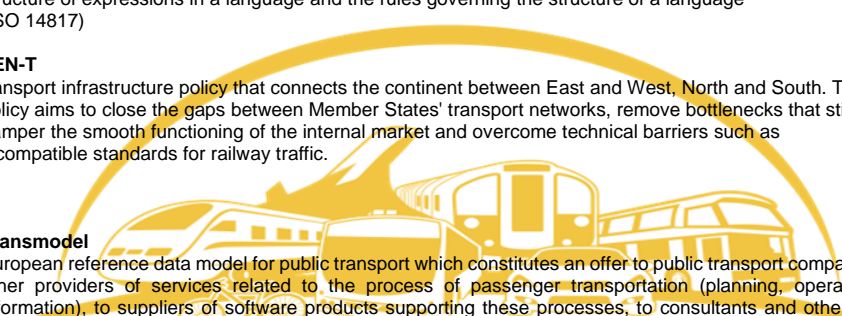 ructure of expressions in a language and the rules governing the structure of a language
SO 14817)
EN-T
ansport infrastructure policy that connects the continent between East and West, North and South. T
olicy aims to close the gaps between Member States' transport networks, remove bottlenecks that sti
amper the smooth functioning of the internal market and overcome technical barriers such as
compatible standards for railway traffic.
ansmodel
uropean reference data model for public transport which constitutes an offer to public transport compa
her providers of services related to the process of passenger transportation (planning, opera
formation), to suppliers of software products supporting these processes, to consultants and othe